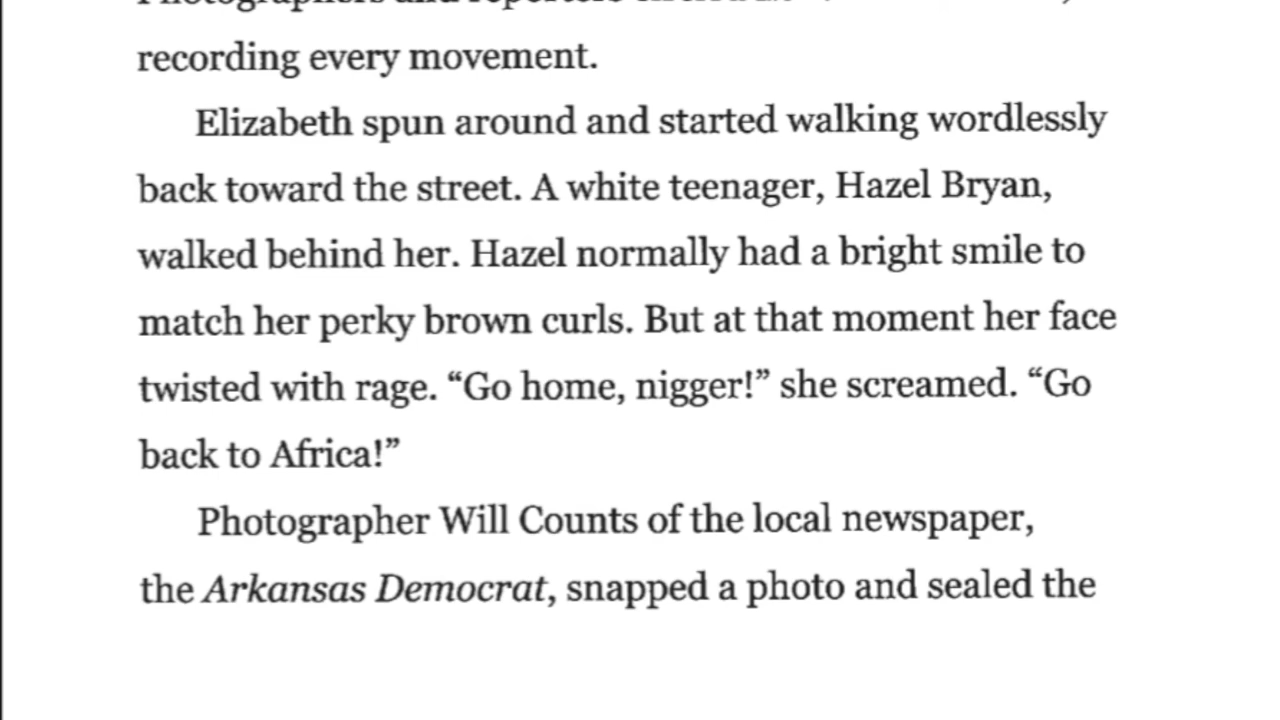 Photographers and reporters
recording every movement.
Elizabeth spun around and started walking wordlessly
back toward the street. A white teenager, Hazel Bryan,
walked behind her. Hazel normally had a bright smile to
match her perky brown curls. But at that moment her face
twisted with rage. “Go home, nigger!” she screamed. “Go
back to Africa!”
Photographer Will Counts of the local newspaper,
the Arkansas Democrat, snapped a photo and sealed the